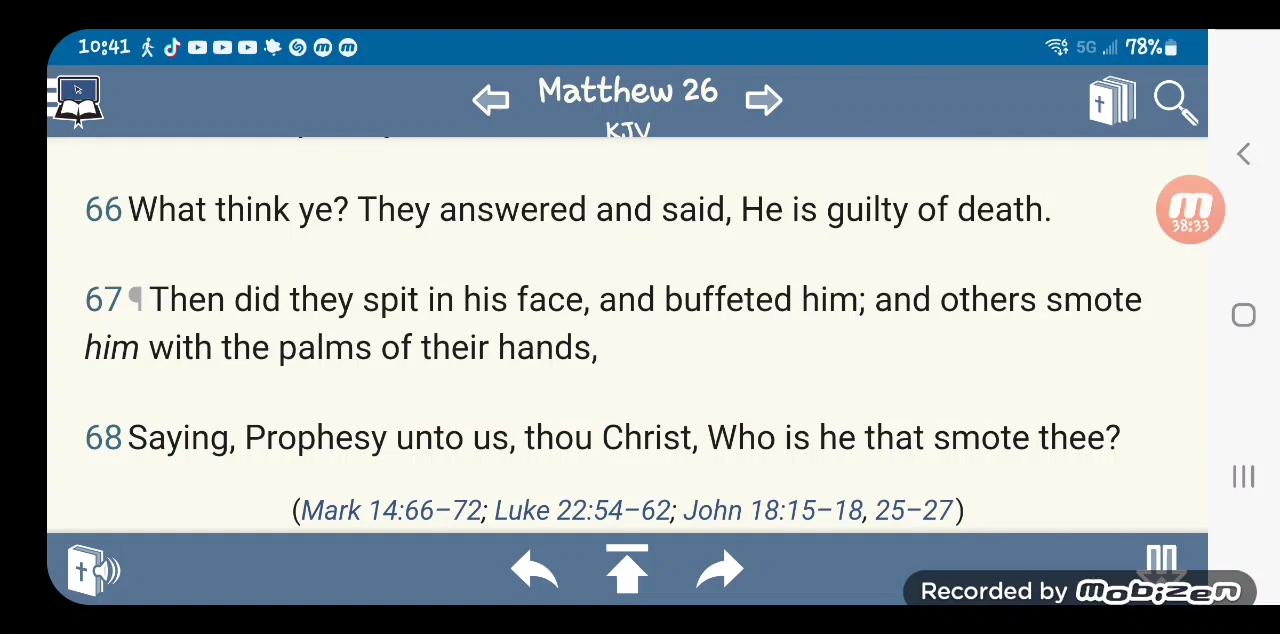 10:41
5G 78%
Matthew 26
KJV
38:33
66 What think ye? They answered and said, He is guilty of death.
67 ¶ Then did they spit in his face, and buffeted him; and others smote
him with the palms of their hands,
68 Saying, Prophesy unto us, thou Christ, Who is he that smote thee?
(Mark 14:66–72; Luke 22:54–62; John 18:15–18, 25–27)
Recorded by mobizen